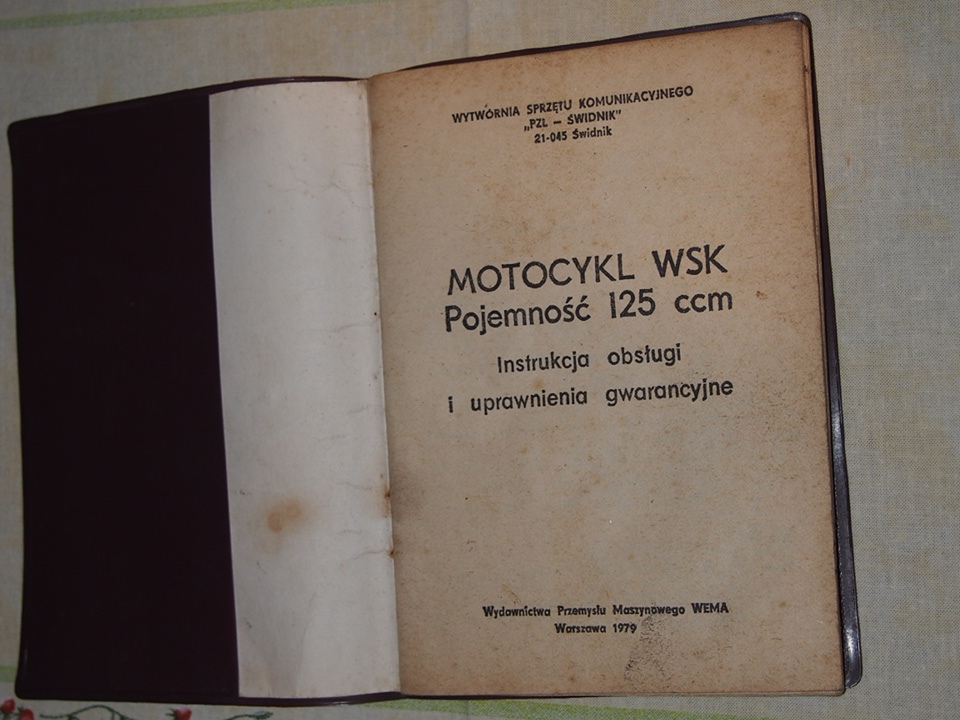 WYTWÓRNIA SPRZĘTU KOMUNIKACYJNEGO
„PZL — ŚWIDNIK"
21-045 Świdnik
MOTOCYKL WSK
Pojemność 125 ccm
Instrukcja obsługi
i uprawnienia gwarancyjne
Wydawnictwa Przemysłu Maszynowego WEMA
Warszawa 1979